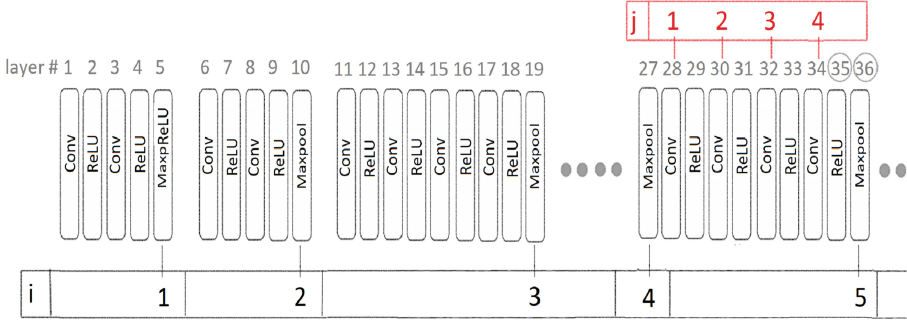 j 1 2 3 4
layer # 1 2 3 4 5 6 7 8 9 10 11 12 13 14 15 16 17 18 19 27 28 29 30 31 32 33 34 35 36
Conv ReLU Conv ReLU MaxpReLU Conv ReLU Conv ReLU Maxpool Conv ReLU Conv ReLU Conv ReLU Conv ReLU Maxpool Maxpool Conv ReLU Conv ReLU Conv ReLU Conv ReLU Maxpool
i 1 2 3 4 5